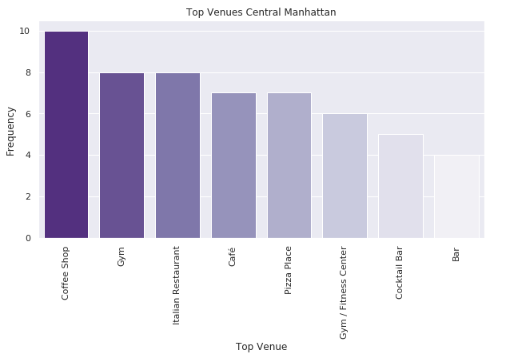 Top Venues Central Manhattan
10
8
6
4
2
0
Frequency
Coffee Shop
Gym
Italian Restaurant
Café
Pizza Place
Gym / Fitness Center
Cocktail Bar
Bar
Top Venue